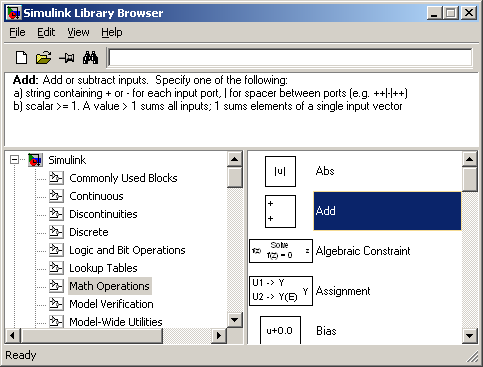 Simulink Library Browser
File Edit View Help
Add: Add or subtract inputs. Specify one of the following:
a) string containing + or - for each input port, | for spacer between ports (e.g. ++|-|++)
b) scalar >= 1. A value > 1 sums all inputs; 1 sums elements of a single input vector
Simulink
Commonly Used Blocks
Continuous
Discontinuities
Discrete
Logic and Bit Operations
Lookup Tables
Math Operations
Model Verification
Model-Wide Utilities
|u| Abs
+
+ Add
f(z) Solve f(z) = 0 z Algebraic Constraint
U1 -> Y
U2 -> Y(E) Y Assignment
u+0.0 Bias
Ready